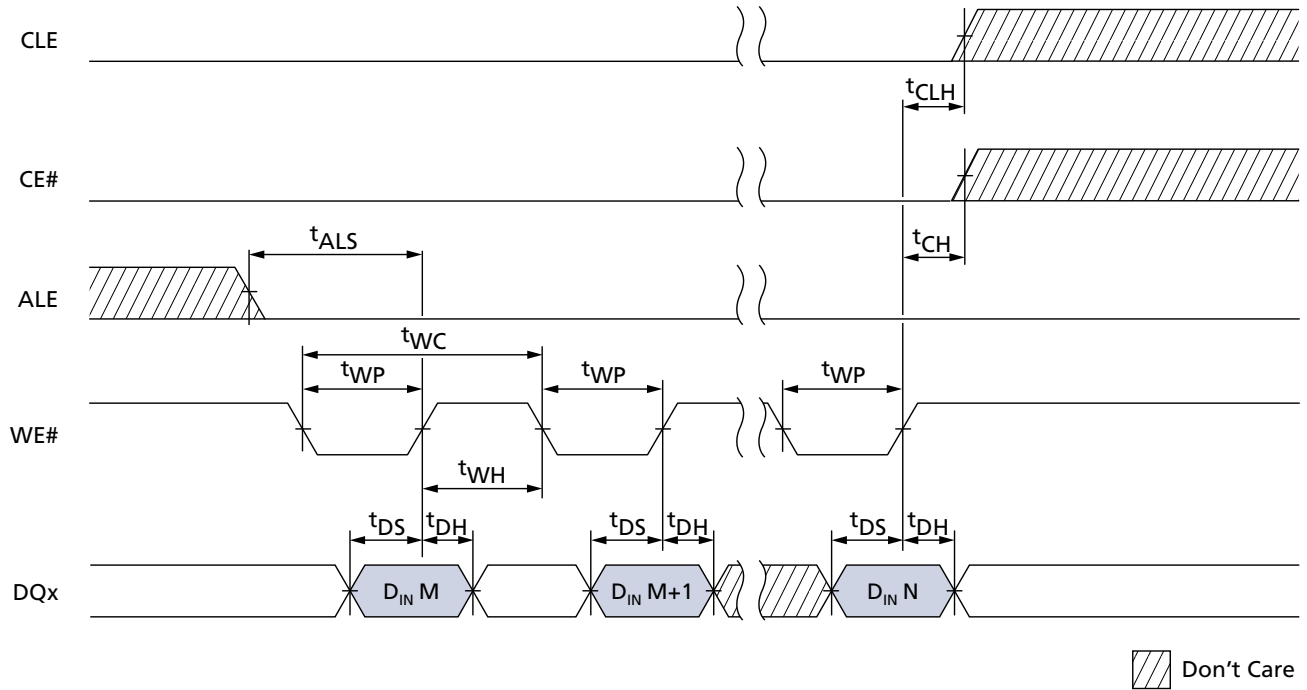 CLE
tCLH
CE#
tALS
tCH
ALE
tWC
tWP
tWP
tWP
WE#
tWH
tDS
tDH
tDS
tDH
tDS
tDH
DQx
DIN M
DIN M+1
DIN N
Don't Care